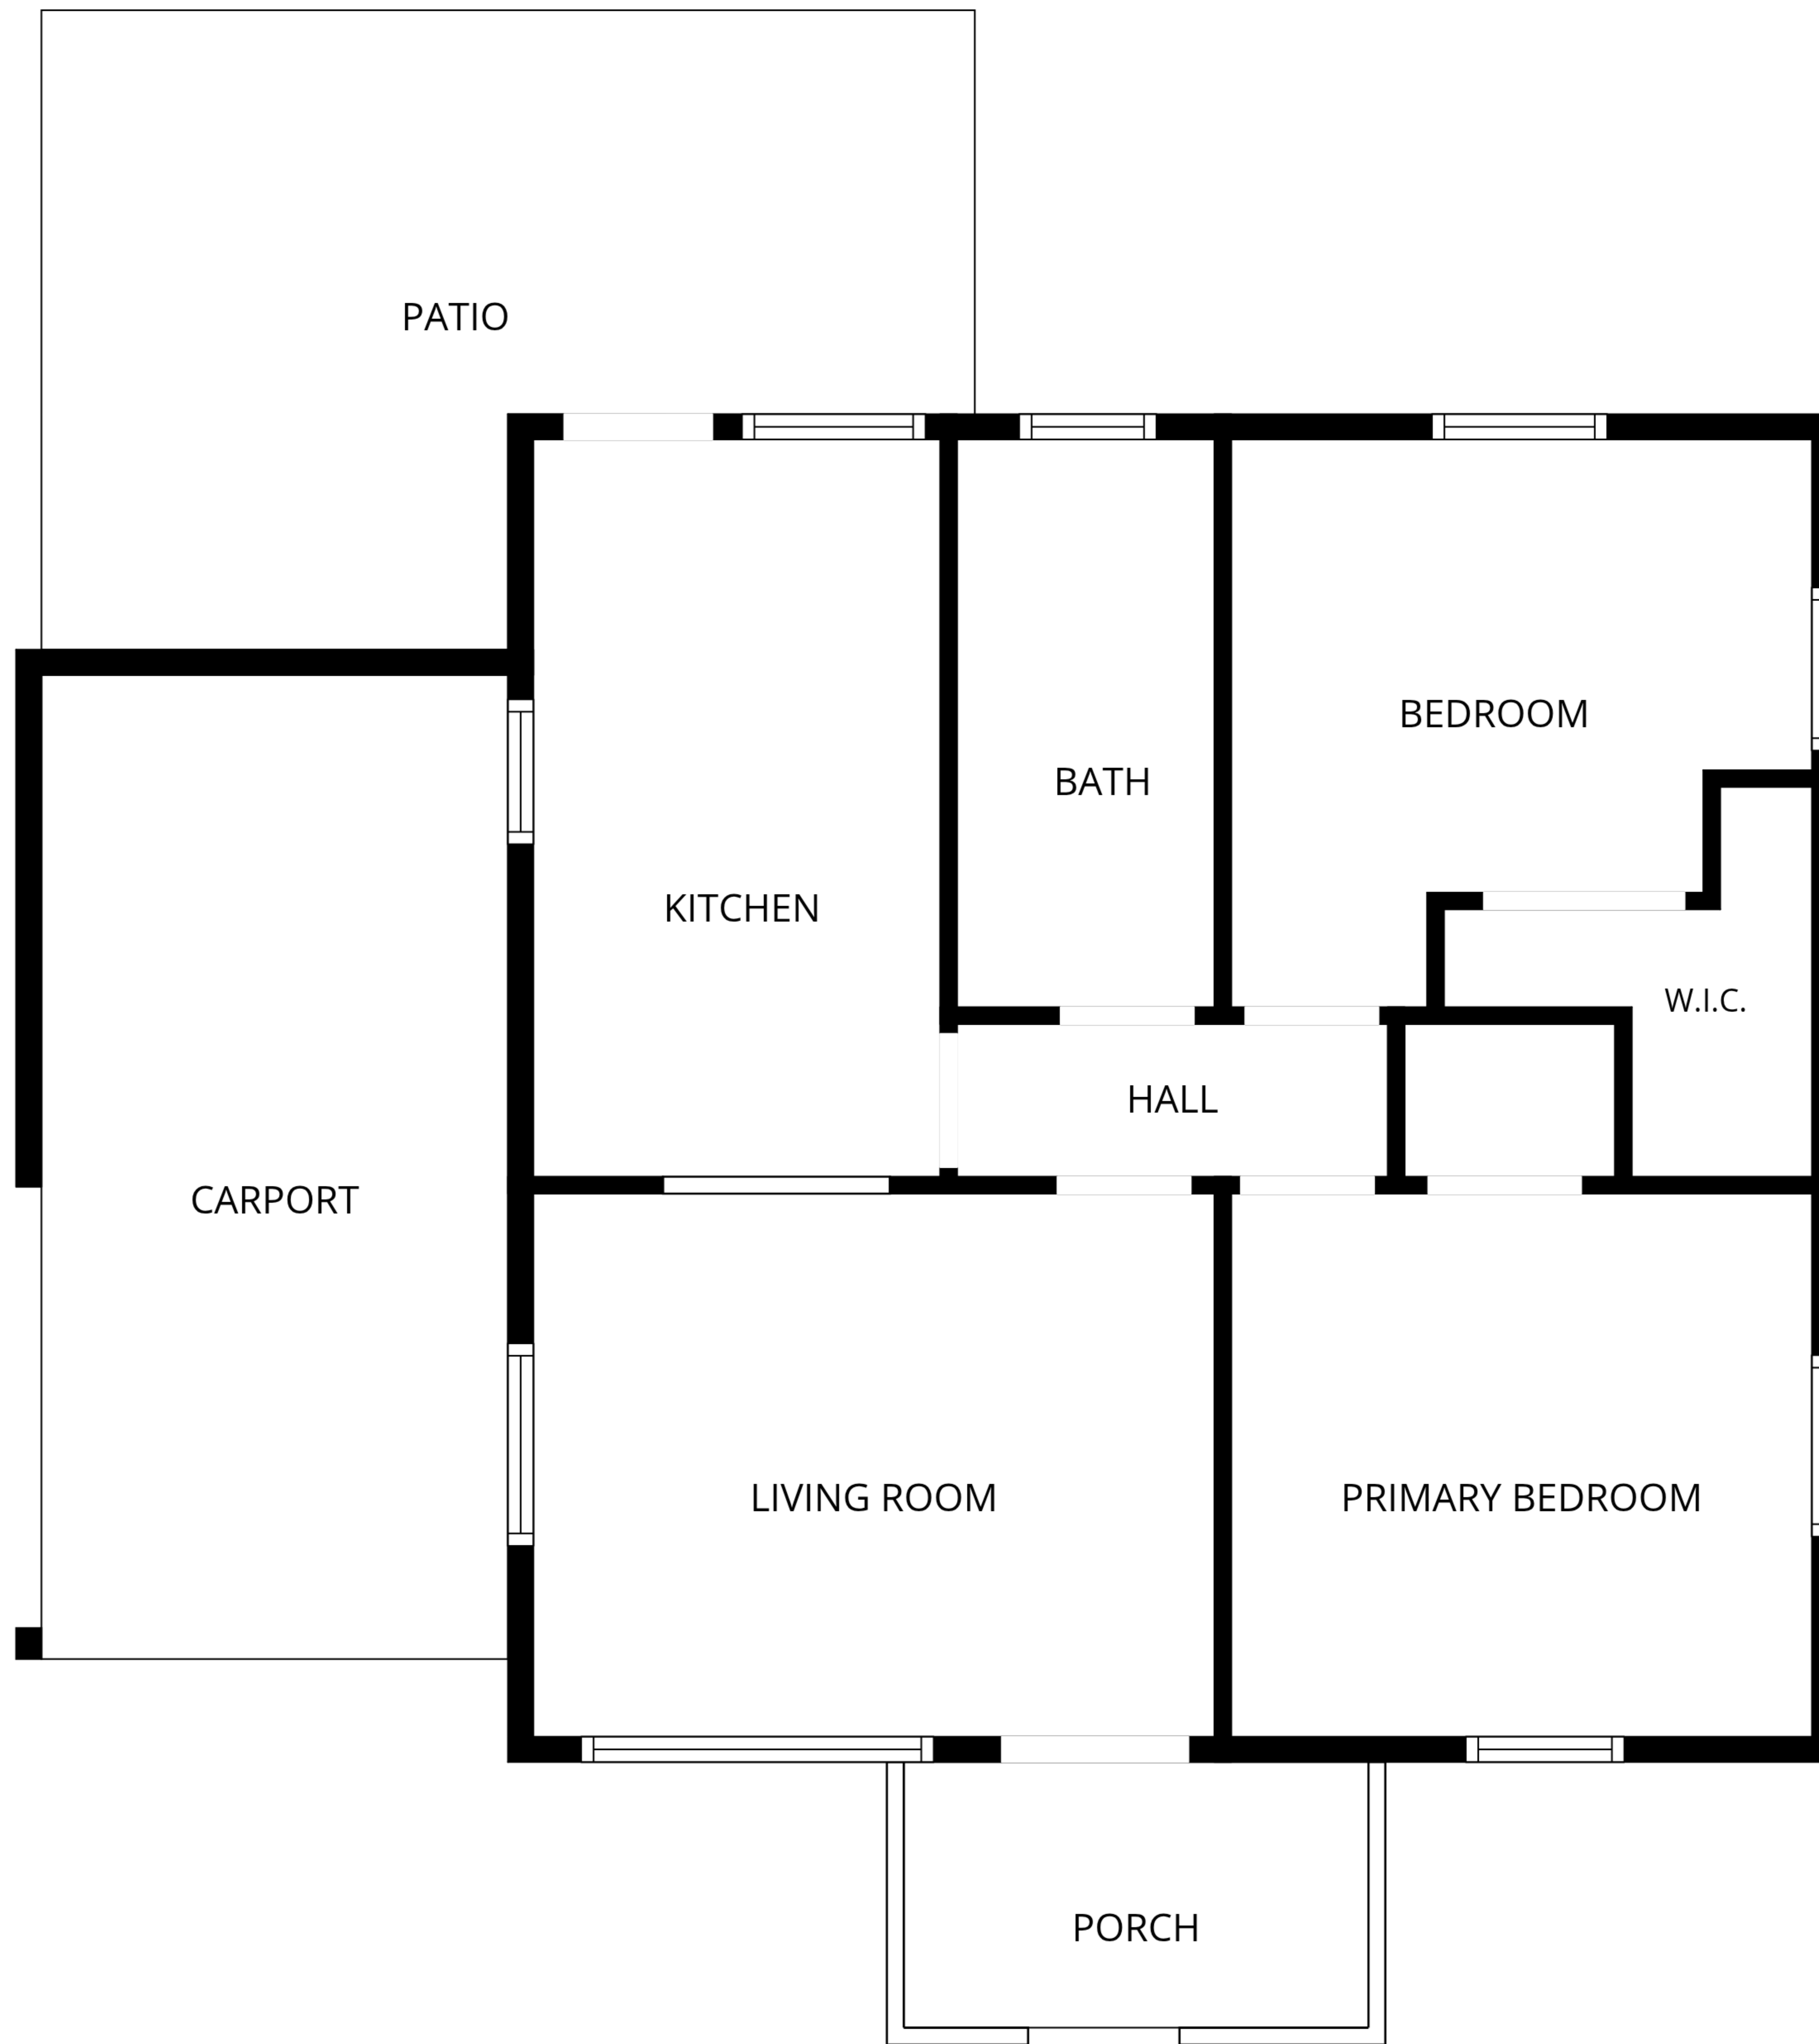 PATIO
BEDROOM
BATH
KITCHEN
W.I.C.
HALL
CARPORT
LIVING ROOM
PRIMARY BEDROOM
PORCH